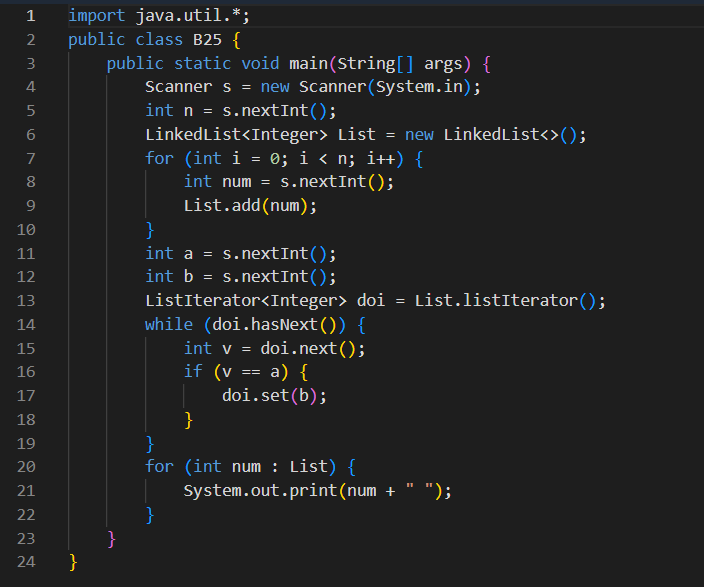 1 import java.util.*;
2 public class B25 {
3     public static void main(String[] args) {
4         Scanner s = new Scanner(System.in);
5         int n = s.nextInt();
6         LinkedList<Integer> List = new LinkedList<>();
7         for (int i = 0; i < n; i++) {
8             int num = s.nextInt();
9             List.add(num);
10         }
11         int a = s.nextInt();
12         int b = s.nextInt();
13         ListIterator<Integer> doi = List.listIterator();
14         while (doi.hasNext()) {
15             int v = doi.next();
16             if (v == a) {
17                 doi.set(b);
18             }
19         }
20         for (int num : List) {
21             System.out.print(num + " ");
22         }
23     }
24 }